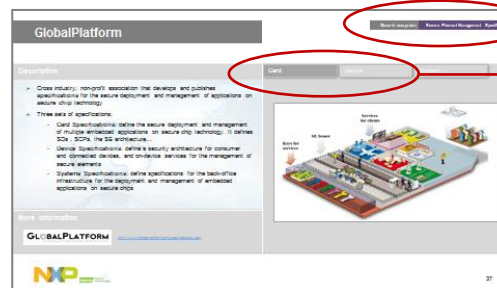 GlobalPlatform
Description
Card
➢ Cross industry, non-profit association that develops and publishes
specifications for the secure deployment and management of applications on
secure chip technology
➢ Three sets of specifications:
- Card Specifications: define the secure deployment and management
of multiple embedded applications on secure chip technology. It defines
SDs, SCPs, the SE architecture…
- Device Specifications: define a security architecture for consumer
and connected devices, and on-device services for the management of
secure elements
- Systems Specifications: define specifications for the back-office
infrastructure for the deployment and management of embedded
applications on secure chips
Services
for clients
SE Issuer
Keys for
services
More Information
GLOBALPLATFORM
NXP
27